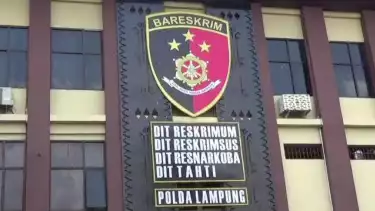 BARESKRIM
DIT RESKRIMUM
DIT RESKRIMSUS
DIT RESNARKOBA
DIT TAHTI
POLDA LAMPUNG